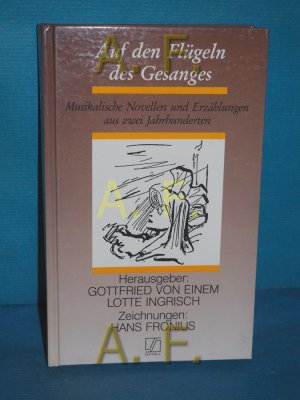 Auf den Flügeln
des Gesanges
Musikalische Novellen und Erzählungen
aus zwei Jahrhunderten
A. F.
A. F.
Herausgeber:
GOTTFRIED VON EINEM
LOTTE INGRISCH
Zeichnungen:
HANS FRONIUS
A. F.